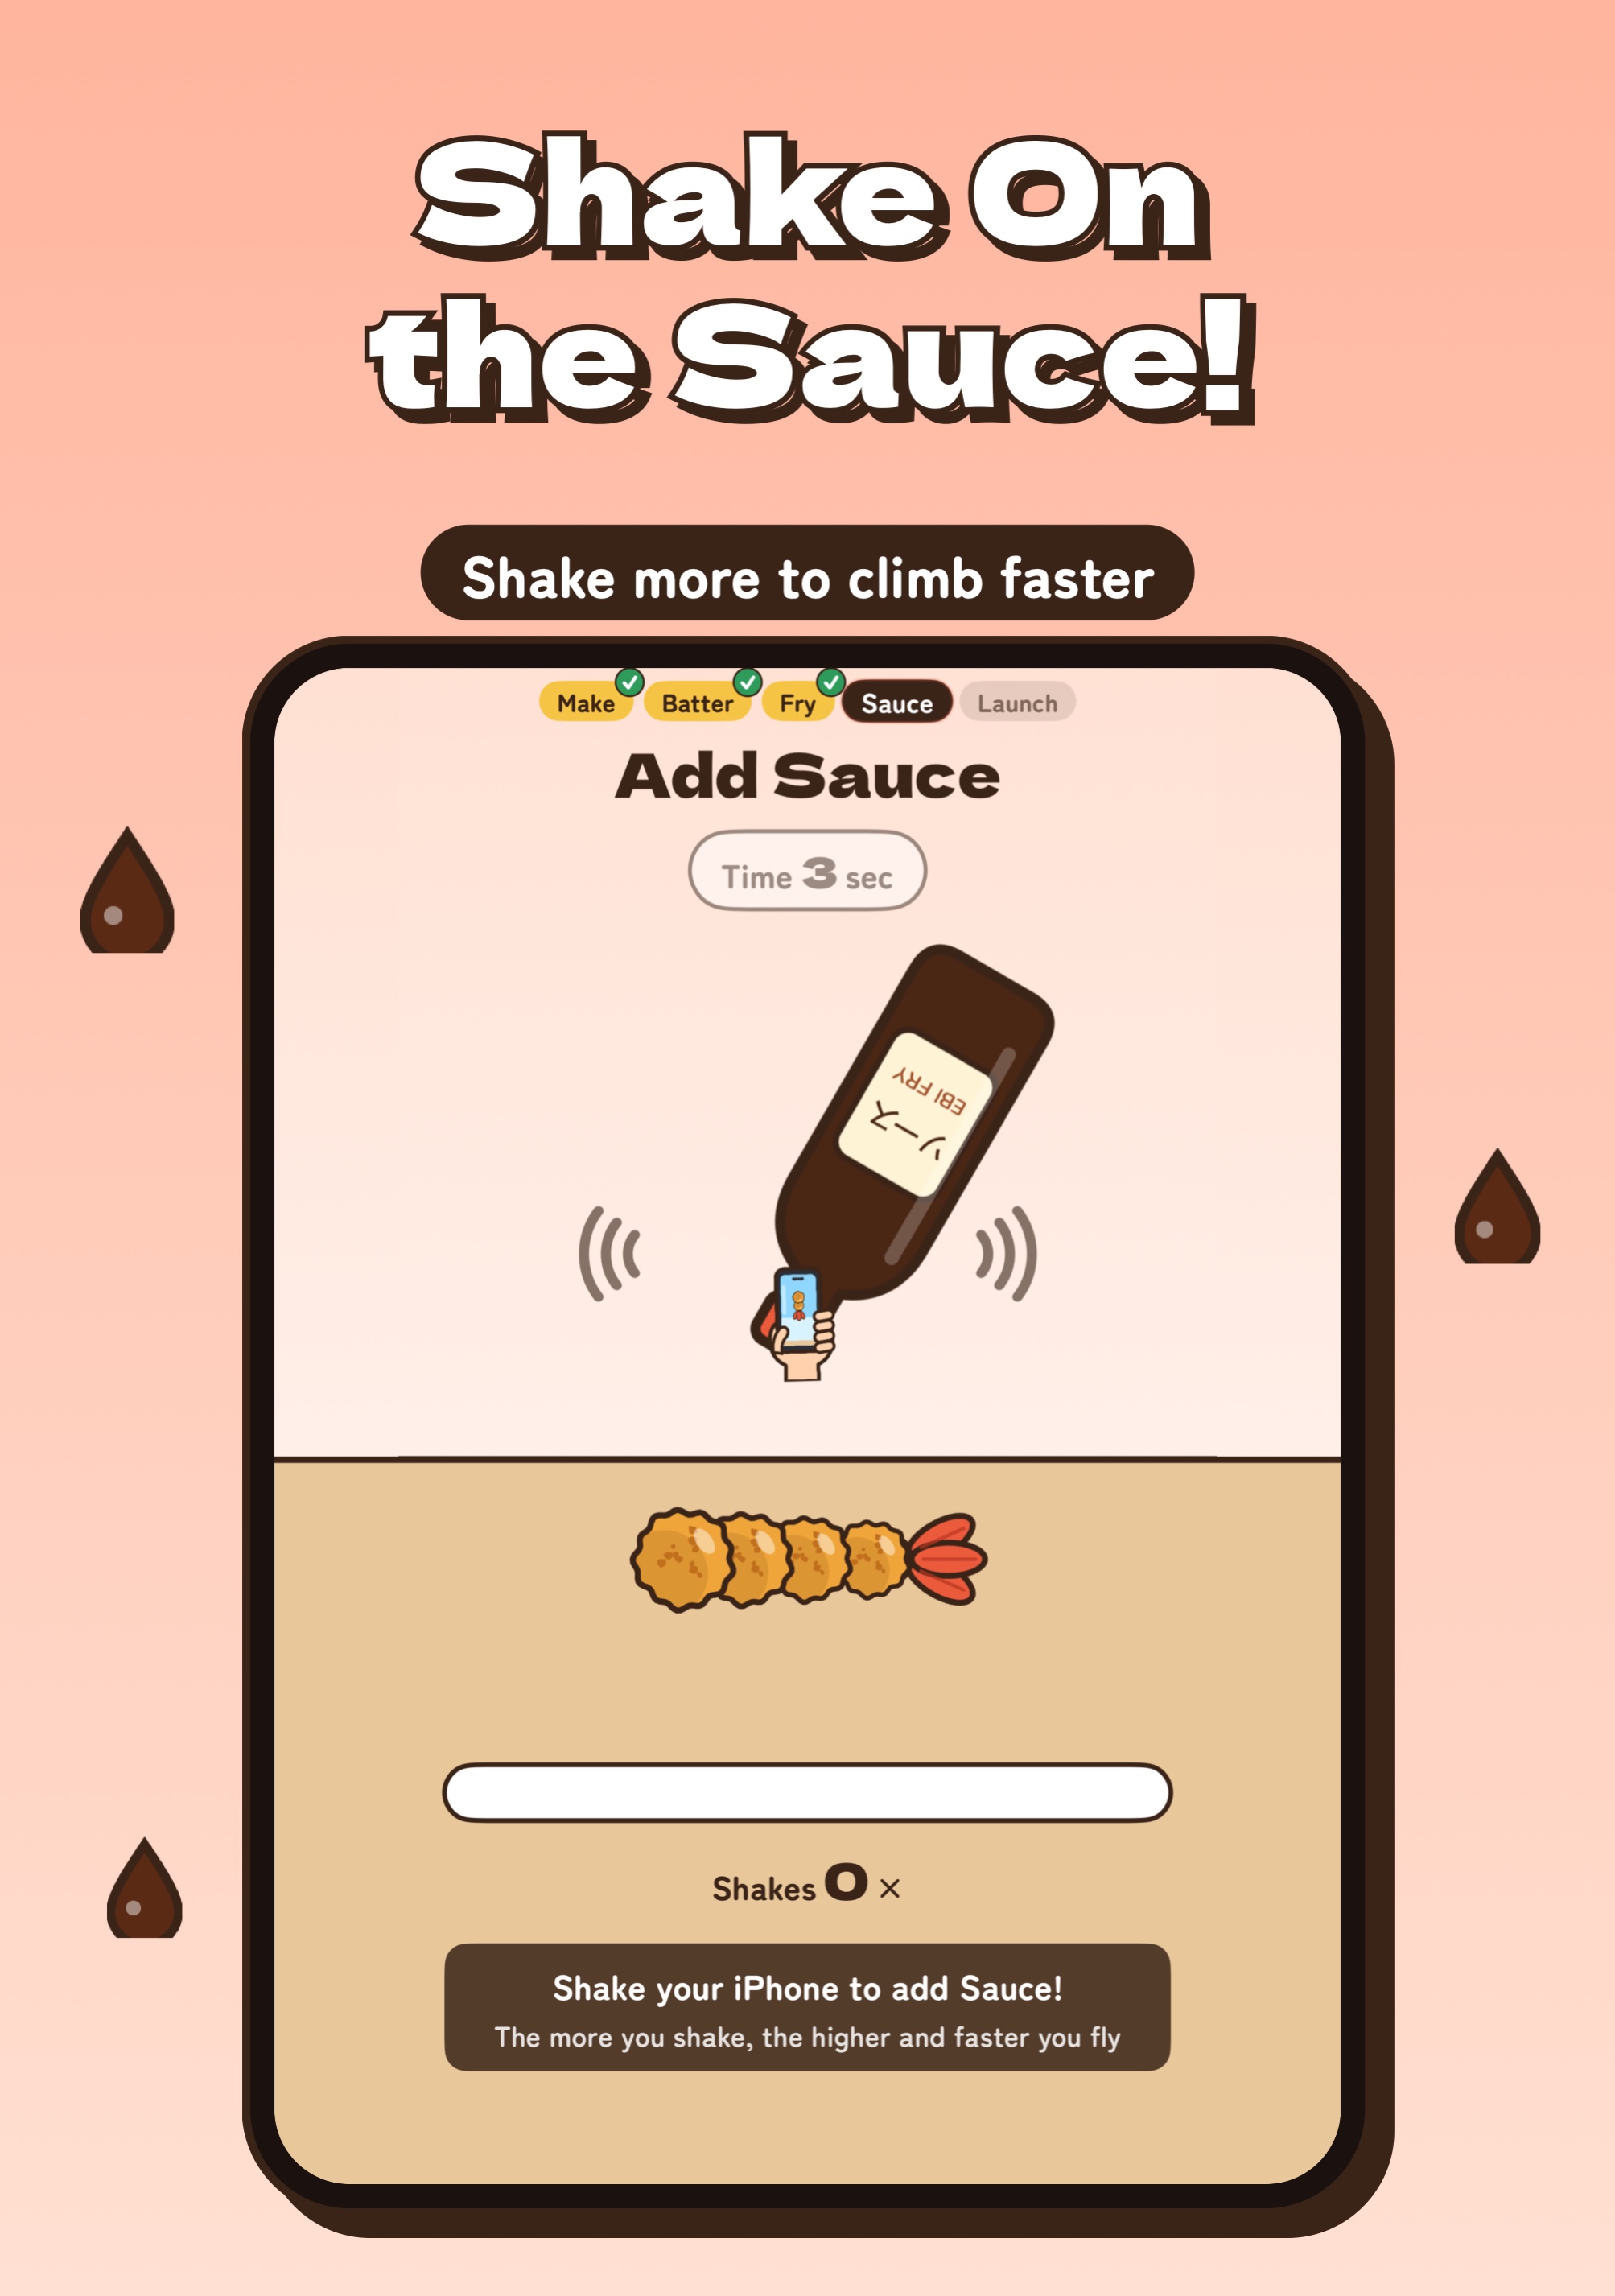 Shake On
the Sauce!
Shake more to climb faster
Make Batter Fry Sauce Launch
Add Sauce
Time 3 sec
ソース
EBI FRY
Shakes 0 ×
Shake your iPhone to add Sauce!
The more you shake, the higher and faster you fly